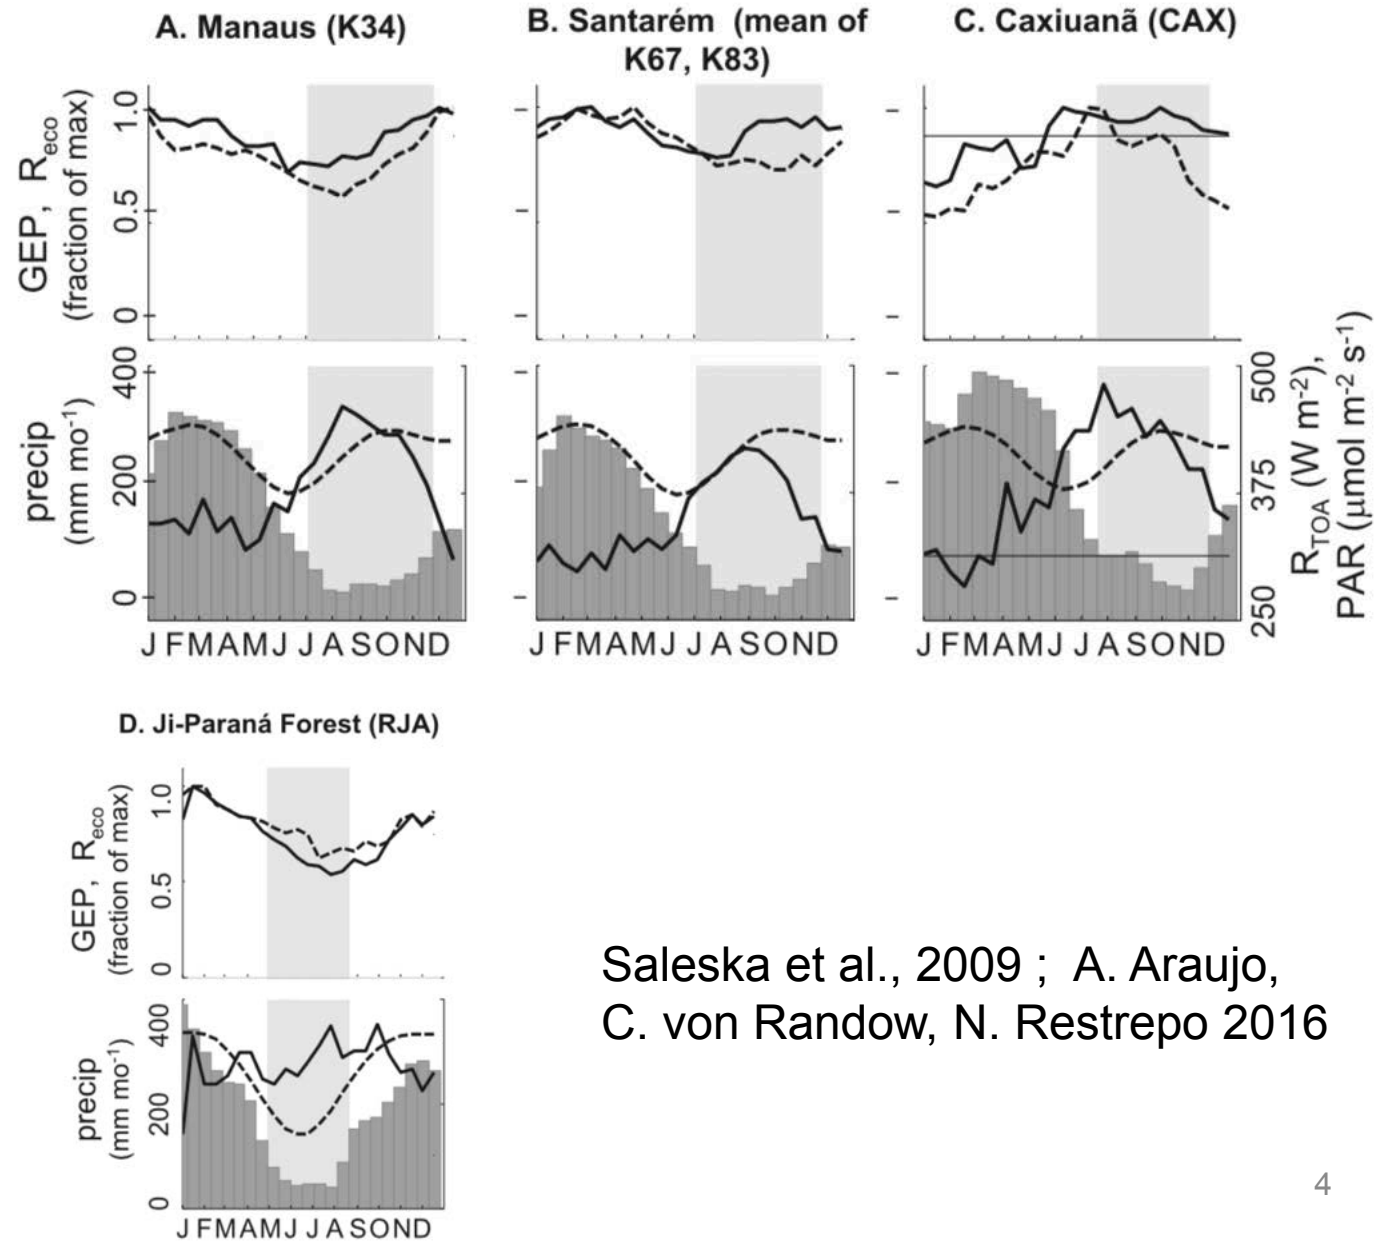 A. Manaus (K34)
B. Santarém (mean of
K67, K83)
C. Caxiuanã (CAX)
GEP, Reco
(fraction of max)
1.0
0.5
0
precip
(mm mo-1)
400
200
0
500
375
250
RTOA (W m-2),
PAR (μmol m-2 s-1)
J F M A M J J A S O N D
J F M A M J J A S O N D
J F M A M J J A S O N D
D. Ji-Paraná Forest (RJA)
GEP, Reco
(fraction of max)
1.0
0.5
0
precip
(mm mo-1)
400
200
0
J F M A M J J A S O N D
Saleska et al., 2009 ; A. Araujo,
C. von Randow, N. Restrepo 2016
4